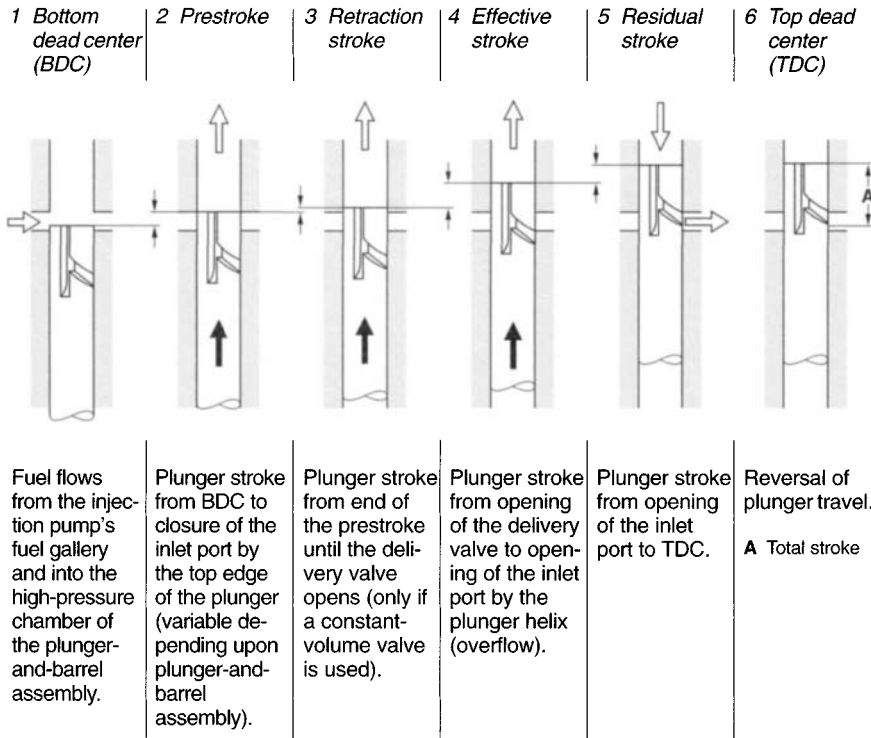 1 Bottom
dead center
(BDC)
2 Prestroke
3 Retraction
stroke
4 Effective
stroke
5 Residual
stroke
6 Top dead
center
(TDC)
A
Fuel flows
from the injec-
tion pump's
fuel gallery
and into the
high-pressure
chamber of
the plunger-
and-barrel
assembly.
Plunger stroke
from BDC to
closure of the
inlet port by
the top edge
of the plunger
(variable de-
pending upon
plunger-and-
barrel
assembly).
Plunger stroke
from end of
the prestroke
until the deli-
very valve
opens (only if
a constant-
volume valve
is used).
Plunger stroke
from opening
of the delivery
valve to open-
ing of the inlet
port by the
plunger helix
(overflow).
Plunger stroke
from opening
of the inlet
port to TDC.
Reversal of
plunger travel.
A Total stroke